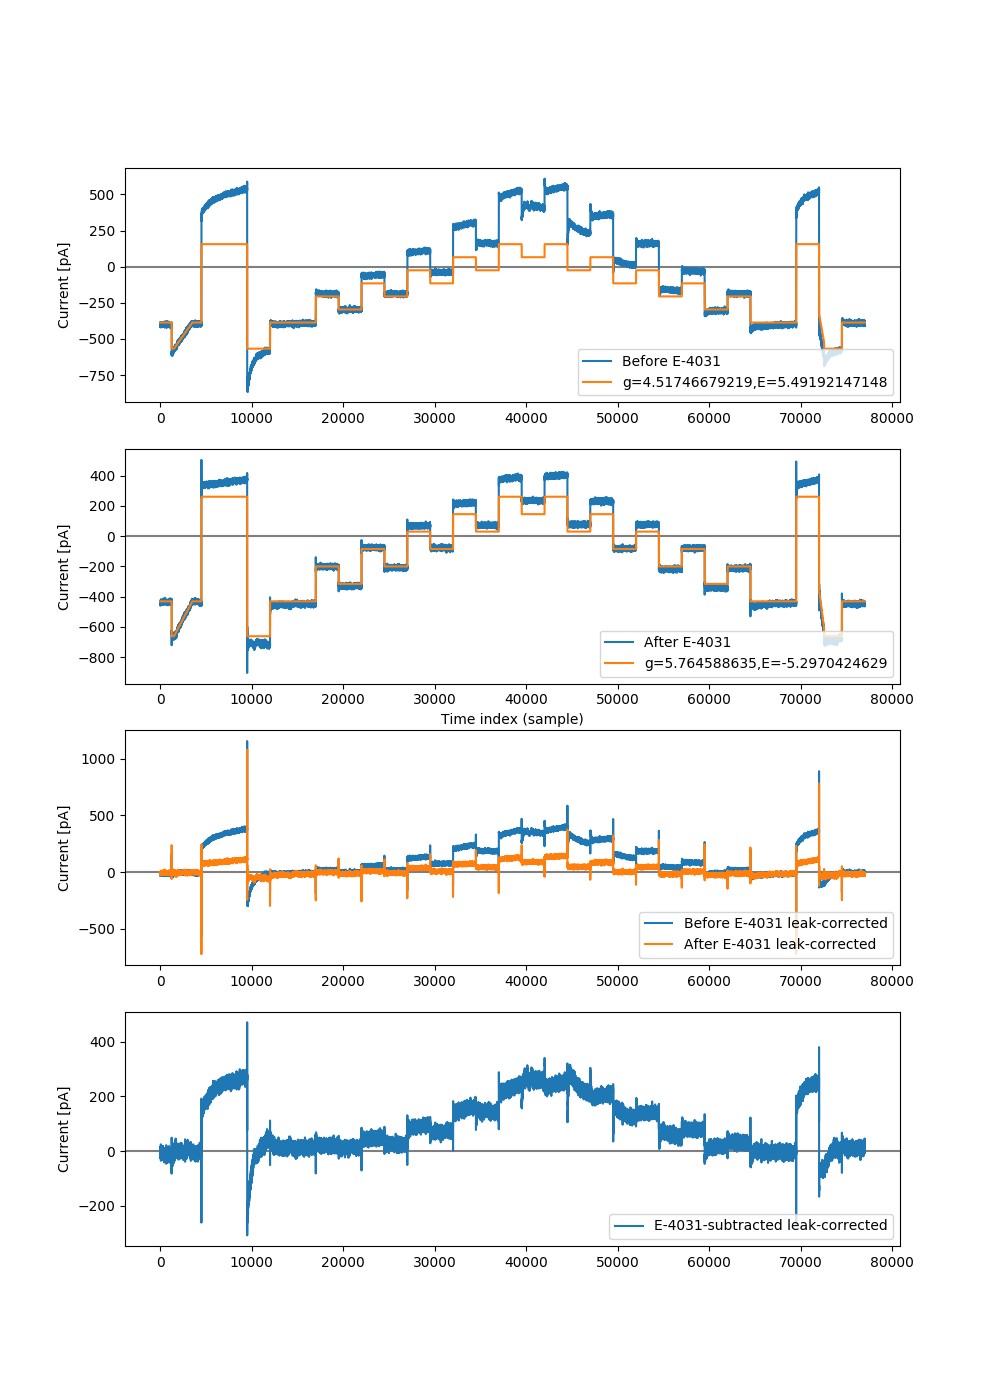 500
250
0
−250
−500
−750
Current [pA]
Before E-4031
g=4.51746679219,E=5.49192147148
0 10000 20000 30000 40000 50000 60000 70000 80000
400
200
0
−200
−400
−600
−800
Current [pA]
After E-4031
g=5.764588635,E=-5.2970424629
0 10000 20000 30000 40000 50000 60000 70000 80000
Time index (sample)
1000
500
0
−500
Current [pA]
Before E-4031 leak-corrected
After E-4031 leak-corrected
0 10000 20000 30000 40000 50000 60000 70000 80000
400
200
0
−200
Current [pA]
E-4031-subtracted leak-corrected
0 10000 20000 30000 40000 50000 60000 70000 80000